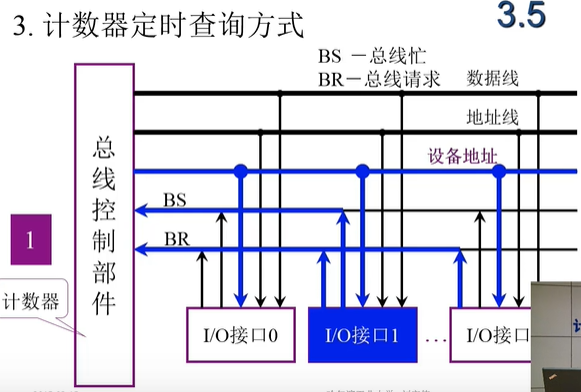 3. 计数器定时查询方式
3.5
BS －总线忙
BR－总线请求
数据线
地址线
设备地址
总线控制部件
BS
BR
1
计数器
I/O接口0
I/O接口1
…
I/O接口